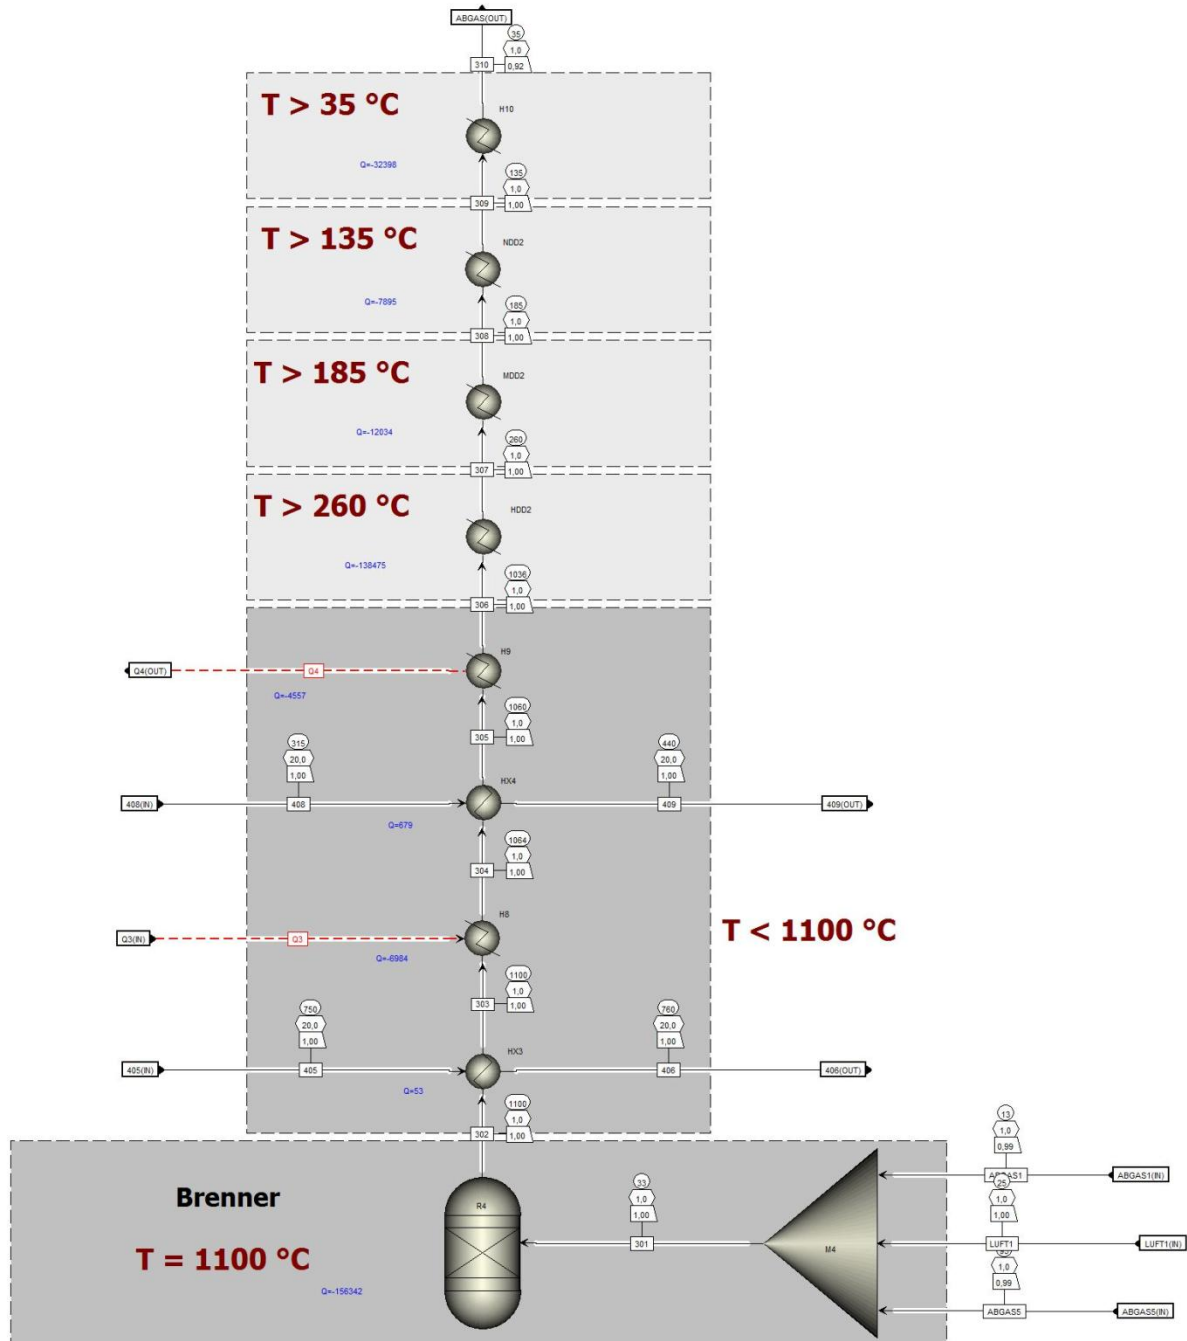 ABGAS(OUT)
35
1,0
310
0,92
T > 35 °C
H10
Q=-32398
135
1,0
309
1,00
T > 135 °C
NDD2
Q=-7895
185
1,0
308
1,00
T > 185 °C
MDD2
Q=-12034
260
1,0
307
1,00
T > 260 °C
HDD2
Q=-138475
1036
1,0
306
1,00
H9
Q4(OUT)
Q4
Q=-4557
1060
1,0
305
1,00
315
20,0
1,00
440
20,0
1,00
HX4
408(IN)
408
409
409(OUT)
Q=679
1064
1,0
304
1,00
H8
T < 1100 °C
Q3(IN)
Q3
Q=-6984
1100
1,0
303
1,00
750
20,0
1,00
760
20,0
1,00
HX3
405(IN)
405
406
406(OUT)
Q=53
1100
1,0
302
1,00
13
1,0
0,99
ABGAS1
ABGAS1(IN)
Brenner
R4
33
1,0
1,00
25
1,0
1,00
301
M4
LUFT1
LUFT1(IN)
T = 1100 °C
1,0
0,99
Q=-156342
ABGAS5
ABGAS5(IN)